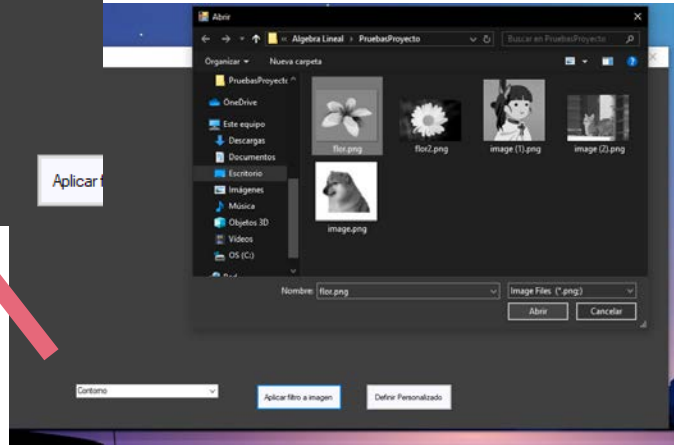 Abrir
Algebra Lineal > PruebasProyecto
Buscar en PruebasProyecto
Organizar
Nueva carpeta
PruebasProyect
OneDrive
Este equipo
Descargas
Documentos
Escritorio
Imágenes
Música
Objetos 3D
Vídeos
OS (C:)
flor.png
flor2.png
image (1).png
image (2).png
image.png
Nombre: flor.png
Image Files (*.png;)
Abrir
Cancelar
Aplicar f
Contorno
Aplicar filtro a imagen
Definir Personalizado